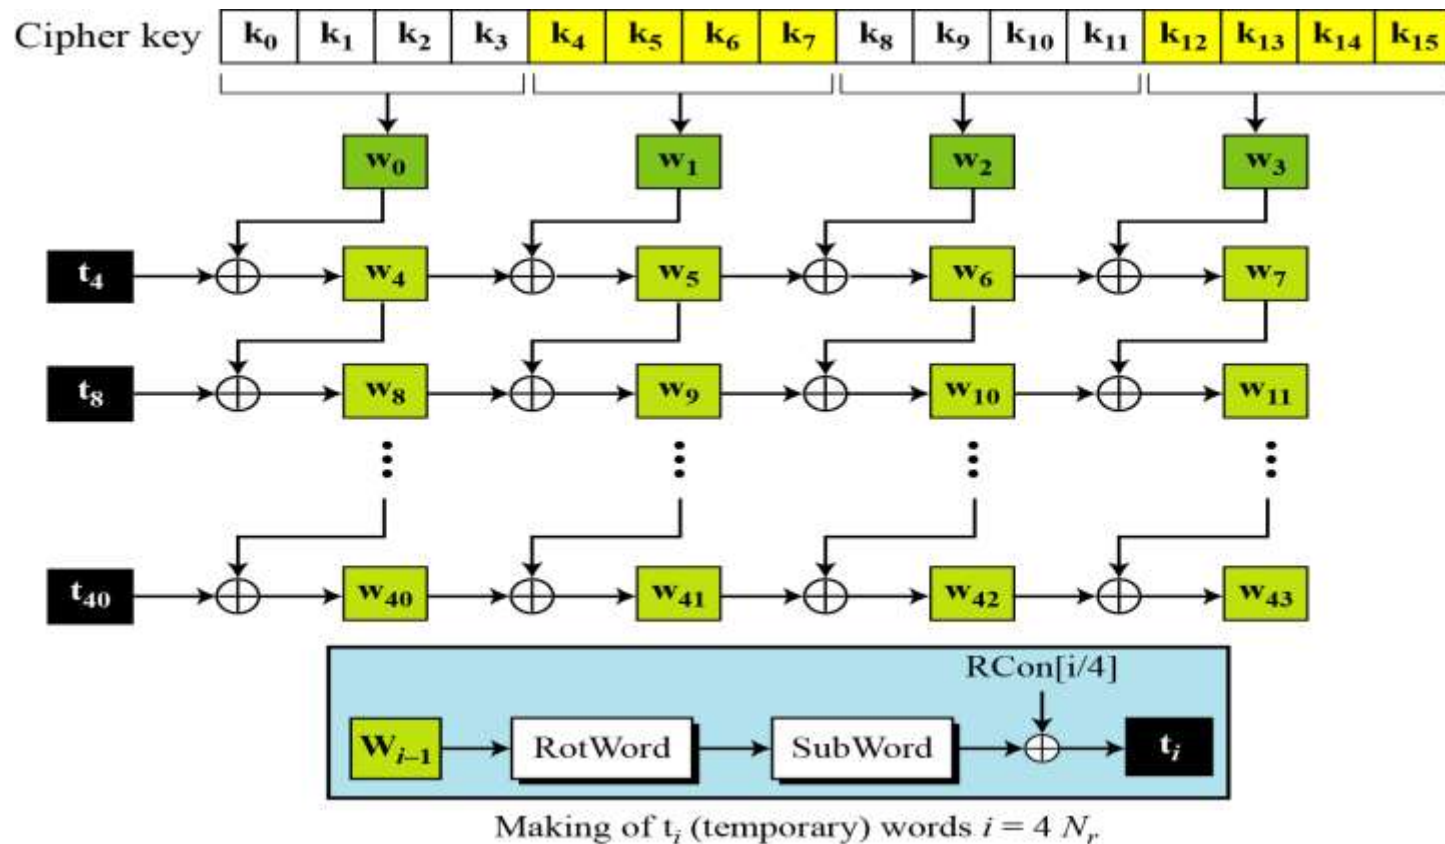 Cipher key k0 k1 k2 k3 k4 k5 k6 k7 k8 k9 k10 k11 k12 k13 k14 k15
w0 w1 w2 w3
t4 w4 w5 w6 w7
t8 w8 w9 w10 w11
t40 w40 w41 w42 w43
RCon[i/4]
Wi–1 RotWord SubWord ti
Making of ti (temporary) words i = 4 Nr